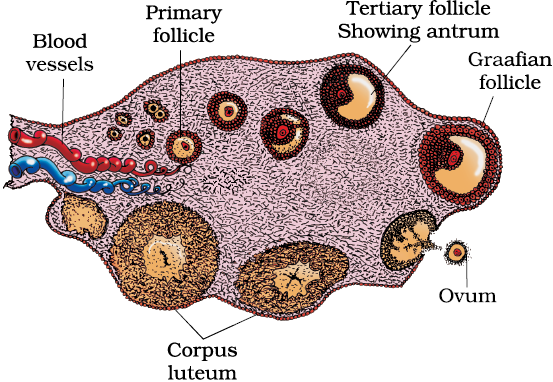 Blood
vessels
Primary
follicle
Tertiary follicle
Showing antrum
Graafian
follicle
Ovum
Corpus
luteum